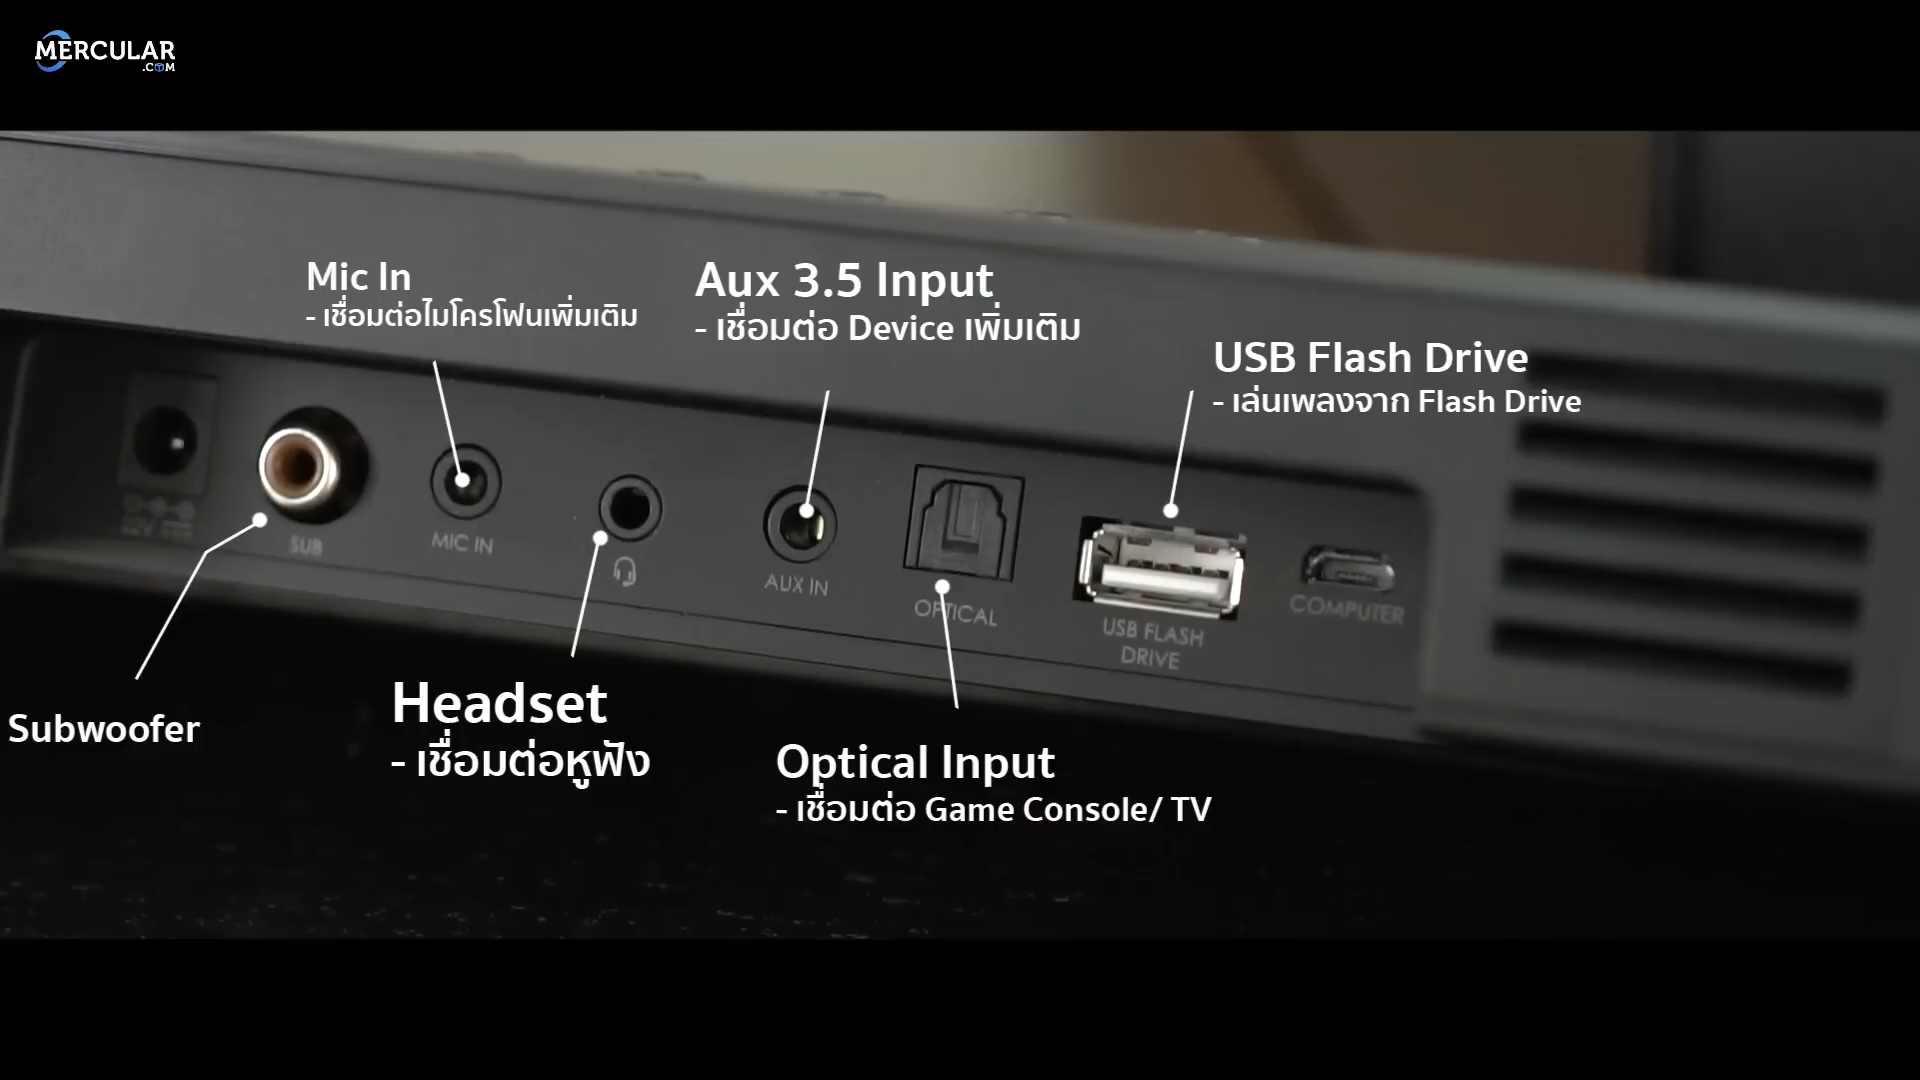 MERCULAR
.COM
Mic In
- เชื่อมต่อไมโครโฟนเพิ่มเติม
Aux 3.5 Input
- เชื่อมต่อ Device เพิ่มเติม
USB Flash Drive
- เล่นเพลงจาก Flash Drive
SUB
MIC IN
AUX IN
OPTICAL
USB FLASH
DRIVE
COMPUTER
Subwoofer
Headset
- เชื่อมต่อหูฟัง
Optical Input
- เชื่อมต่อ Game Console/ TV